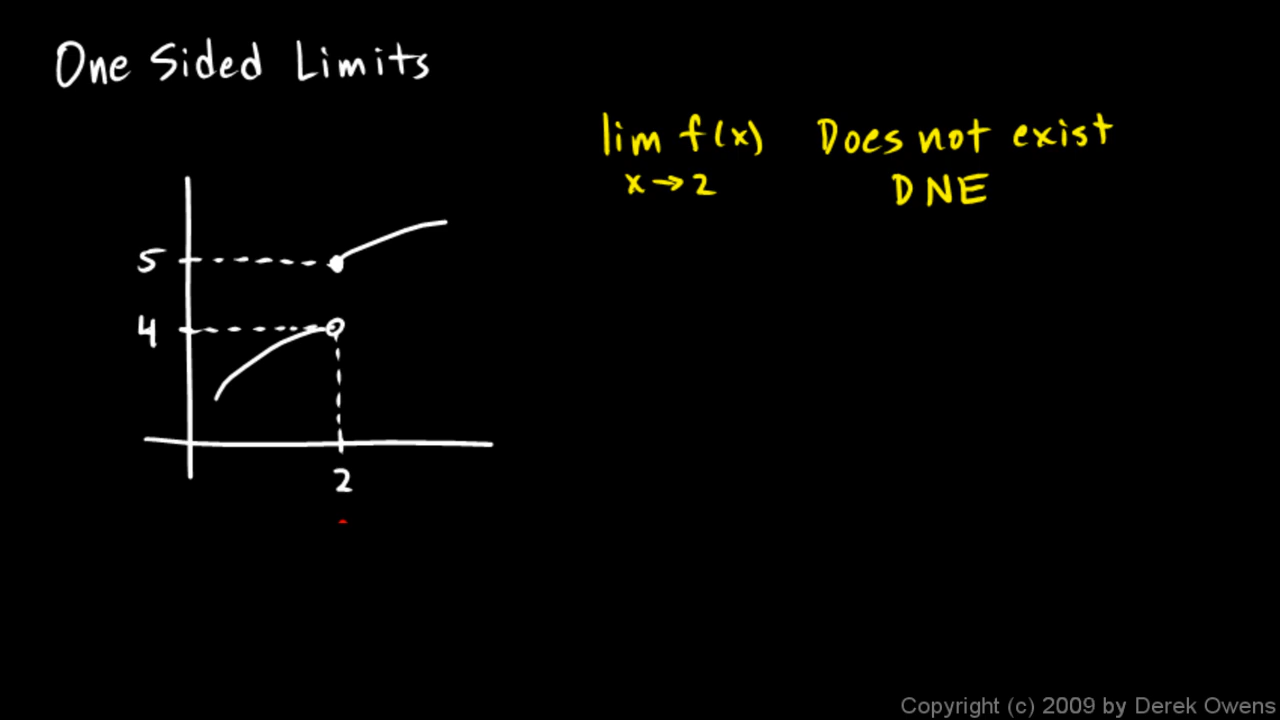 One Sided Limits
lim f(x) Does not exist
x→2 DNE
5
4
2
Copyright (c) 2009 by Derek Owens